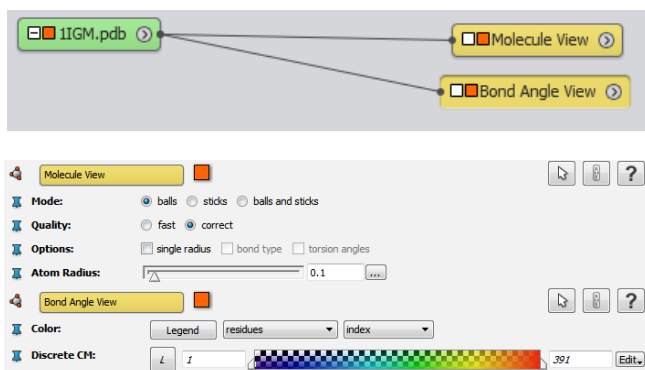 1IGM.pdb
Molecule View
Bond Angle View
Molecule View ?
Mode: balls sticks balls and sticks
Quality: fast correct
Options: single radius bond type torsion angles
Atom Radius: 0.1 ...
Bond Angle View ?
Color: Legend residues index
Discrete CM: L 1 391 Edit